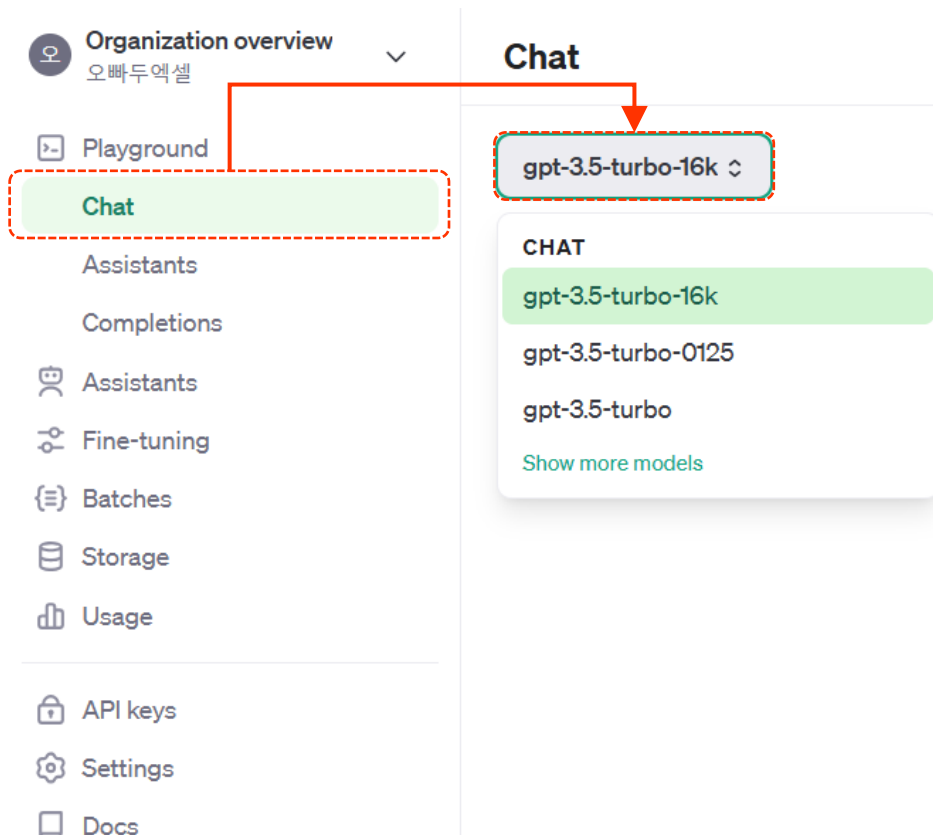 오
Organization overview
오빠두엑셀
Playground
Chat
Assistants
Completions
Assistants
Fine-tuning
Batches
Storage
Usage
API keys
Settings
Docs
Chat
gpt-3.5-turbo-16k
CHAT
gpt-3.5-turbo-16k
gpt-3.5-turbo-0125
gpt-3.5-turbo
Show more models